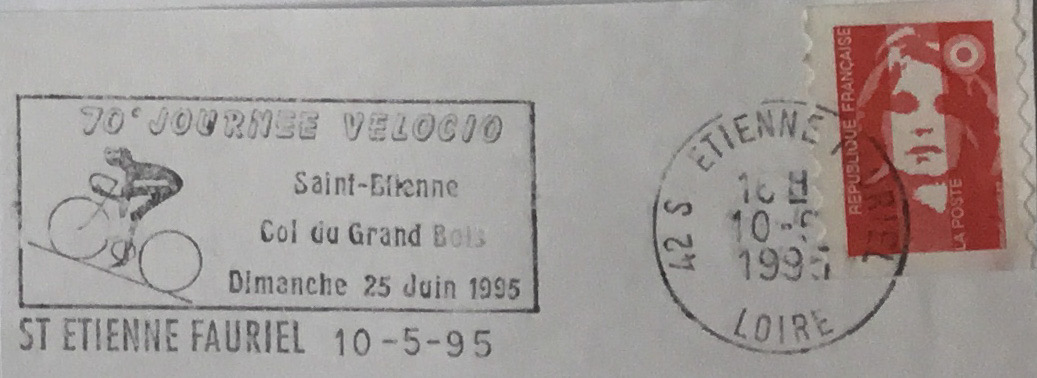 70e JOURNEE VELOCIO
Saint-Etienne
Col du Grand Bois
Dimanche 25 Juin 1995
ST ETIENNE FAURIEL 10-5-95
42 S ETIENNE
10-5
1995
LOIRE
REPUBLIQUE FRANÇAISE
LA POSTE